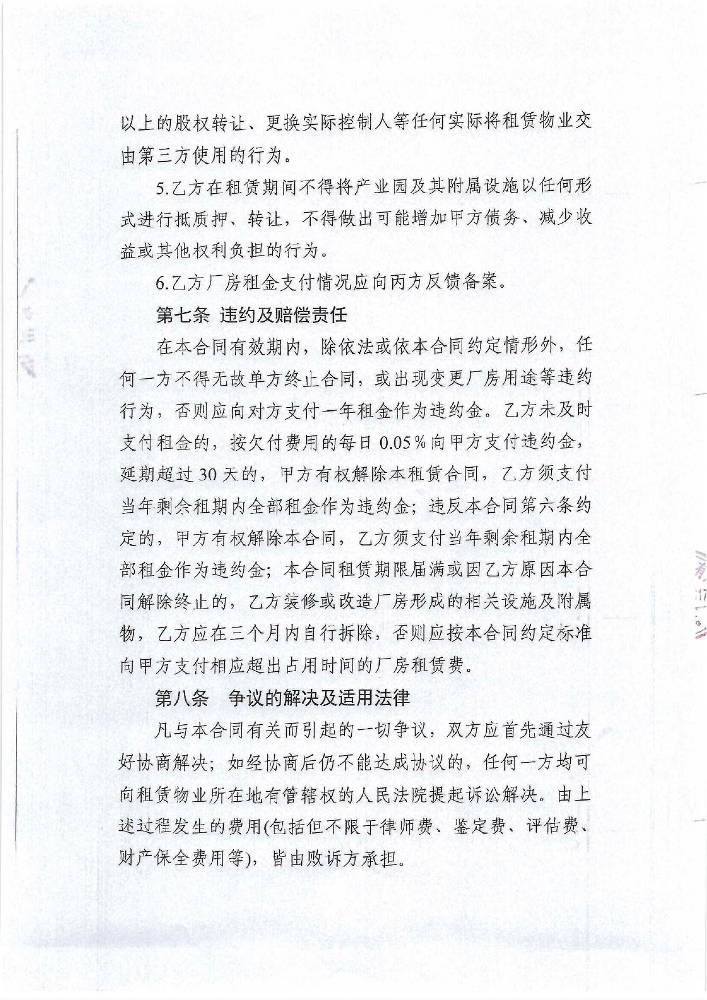 以上的股权转让、更换实际控制人等任何实际将租赁物业交
由第三方使用的行为。
5.乙方在租赁期间不得将产业园及其附属设施以任何形
式进行抵质押、转让，不得做出可能增加甲方债务、减少收
益或其他权利负担的行为。
6.乙方厂房租金支付情况应向丙方反馈备案。
第七条 违约及赔偿责任
在本合同有效期内，除依法或依本合同约定情形外，任
何一方不得无故单方终止合同，或出现变更厂房用途等违约
行为，否则应向对方支付一年租金作为违约金。乙方未及时
支付租金的，按欠付费用的每日 0.05%向甲方支付违约金，
延期超过 30 天的，甲方有权解除本租赁合同，乙方须支付
当年剩余租期内全部租金作为违约金；违反本合同第六条约
定的，甲方有权解除本合同，乙方须支付当年剩余租期内全
部租金作为违约金；本合同租赁期限届满或因乙方原因本合
同解除终止的，乙方装修或改造厂房形成的相关设施及附属
物，乙方应在三个月内自行拆除，否则应按本合同约定标准
向甲方支付相应超出占用时间的厂房租赁费。
第八条 争议的解决及适用法律
凡与本合同有关而引起的一切争议，双方应首先通过友
好协商解决；如经协商后仍不能达成协议的，任何一方均可
向租赁物业所在地有管辖权的人民法院提起诉讼解决。由上
述过程发生的费用(包括但不限于律师费、鉴定费、评估费、
财产保全费用等)，皆由败诉方承担。